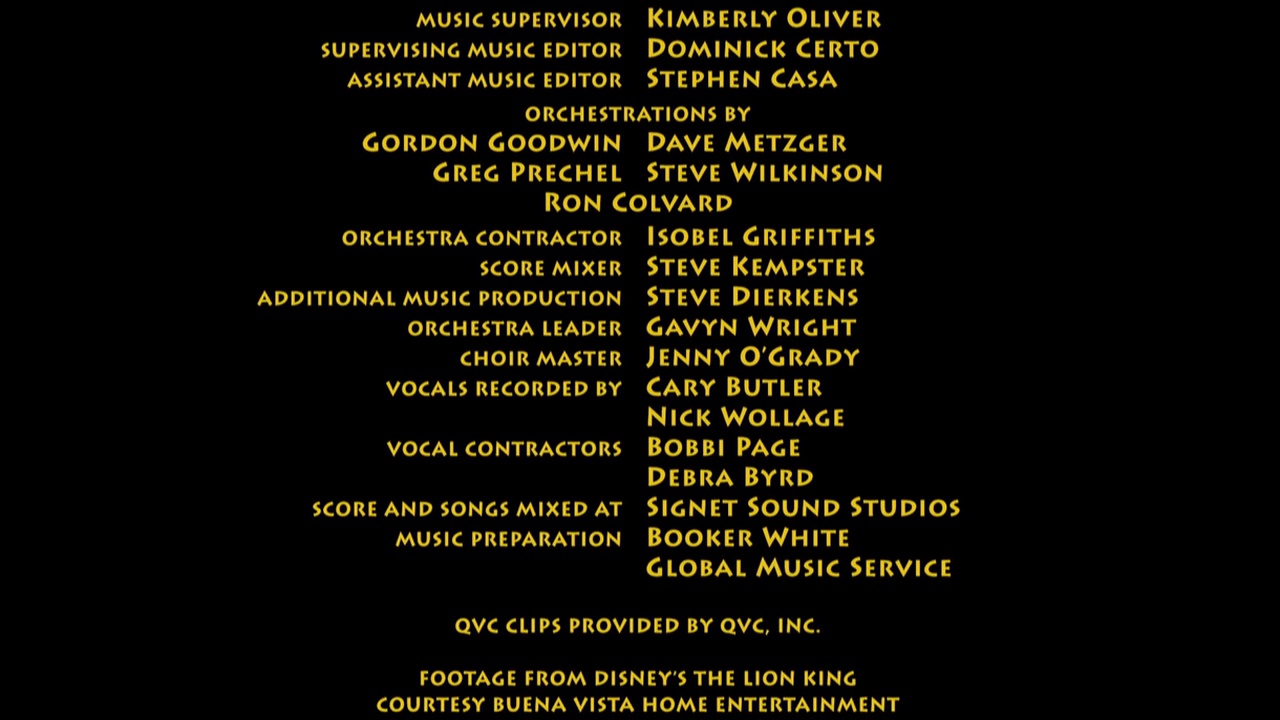 MUSIC SUPERVISOR KIMBERLY OLIVER
SUPERVISING MUSIC EDITOR DOMINICK CERTO
ASSISTANT MUSIC EDITOR STEPHEN CASA
ORCHESTRATIONS BY
GORDON GOODWIN DAVE METZGER
GREG PRECHEL STEVE WILKINSON
RON COLVARD
ORCHESTRA CONTRACTOR ISOBEL GRIFFITHS
SCORE MIXER STEVE KEMPSTER
ADDITIONAL MUSIC PRODUCTION STEVE DIERKENS
ORCHESTRA LEADER GAVYN WRIGHT
CHOIR MASTER JENNY O'GRADY
VOCALS RECORDED BY CARY BUTLER
NICK WOLLAGE
VOCAL CONTRACTORS BOBBI PAGE
DEBRA BYRD
SCORE AND SONGS MIXED AT SIGNET SOUND STUDIOS
MUSIC PREPARATION BOOKER WHITE
GLOBAL MUSIC SERVICE
QVC CLIPS PROVIDED BY QVC, INC.
FOOTAGE FROM DISNEY'S THE LION KING
COURTESY BUENA VISTA HOME ENTERTAINMENT